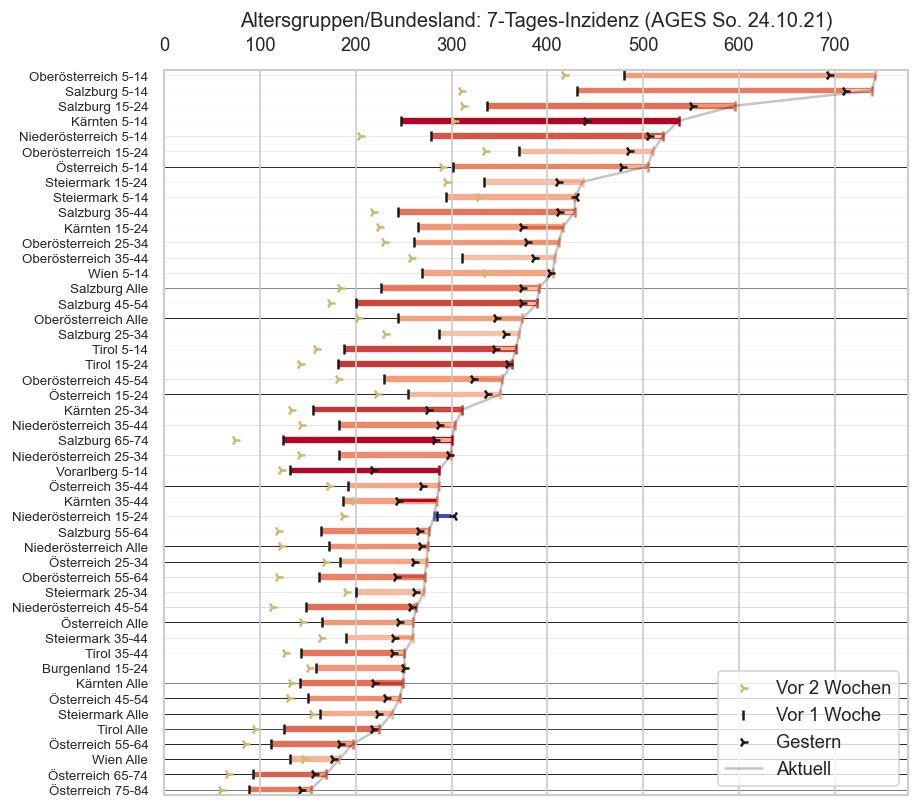 Altersgruppen/Bundesland: 7-Tages-Inzidenz (AGES So. 24.10.21)
0 100 200 300 400 500 600 700
Oberösterreich 5-14
Salzburg 5-14
Salzburg 15-24
Kärnten 5-14
Niederösterreich 5-14
Oberösterreich 15-24
Österreich 5-14
Steiermark 15-24
Steiermark 5-14
Salzburg 35-44
Kärnten 15-24
Oberösterreich 25-34
Oberösterreich 35-44
Wien 5-14
Salzburg Alle
Salzburg 45-54
Oberösterreich Alle
Salzburg 25-34
Tirol 5-14
Tirol 15-24
Oberösterreich 45-54
Österreich 15-24
Kärnten 25-34
Niederösterreich 35-44
Salzburg 65-74
Niederösterreich 25-34
Vorarlberg 5-14
Österreich 35-44
Kärnten 35-44
Niederösterreich 15-24
Salzburg 55-64
Niederösterreich Alle
Österreich 25-34
Oberösterreich 55-64
Steiermark 25-34
Niederösterreich 45-54
Österreich Alle
Steiermark 35-44
Tirol 35-44
Burgenland 15-24
Kärnten Alle
Österreich 45-54
Steiermark Alle
Tirol Alle
Österreich 55-64
Wien Alle
Österreich 65-74
Österreich 75-84
Vor 2 Wochen
Vor 1 Woche
Gestern
Aktuell